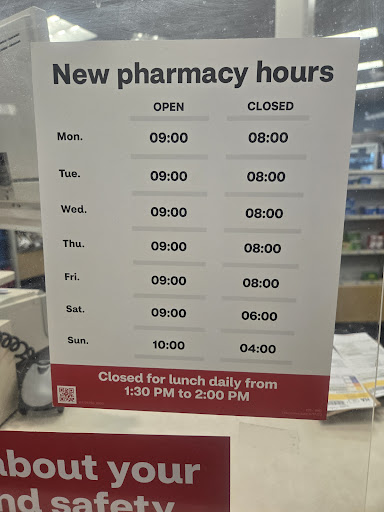 New pharmacy hours
OPEN CLOSED
Mon. 09:00 08:00
Tue. 09:00 08:00
Wed. 09:00 08:00
Thu. 09:00 08:00
Fri. 09:00 08:00
Sat. 09:00 06:00
Sun. 10:00 04:00
Closed for lunch daily from
1:30 PM to 2:00 PM
about your
nd safety